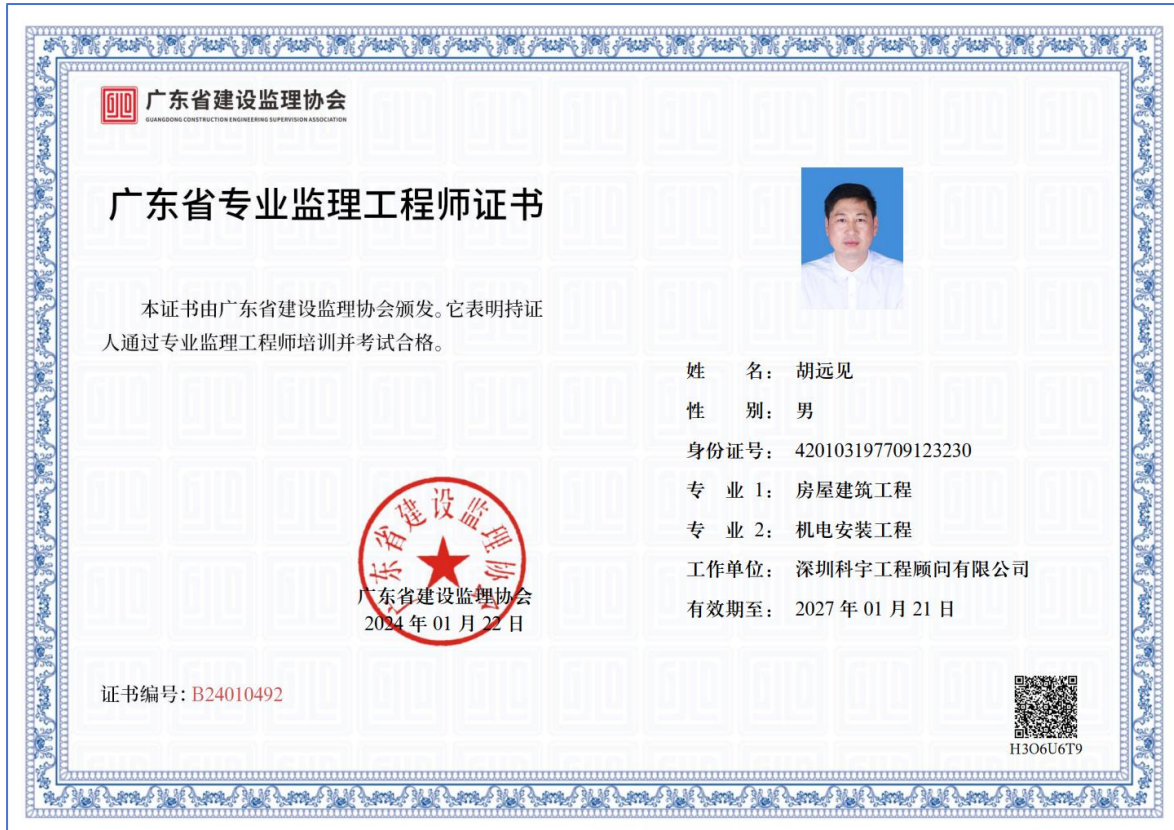 广东省建设监理协会
GUANGDONG CONSTRUCTION ENGINEERING SUPERVISION ASSOCIATION
广东省专业监理工程师证书
本证书由广东省建设监理协会颁发。它表明持证
人通过专业监理工程师培训并考试合格。
姓 名: 胡远见
性 别: 男
身份证号: 420103197709123230
专 业 1: 房屋建筑工程
专 业 2: 机电安装工程
工作单位: 深圳科宇工程顾问有限公司
有效期至: 2027 年 01 月 21 日
广东省建设监理协会
广东省建设监理协会
2024 年 01 月 22 日
证书编号: B24010492
H3O6U6T9